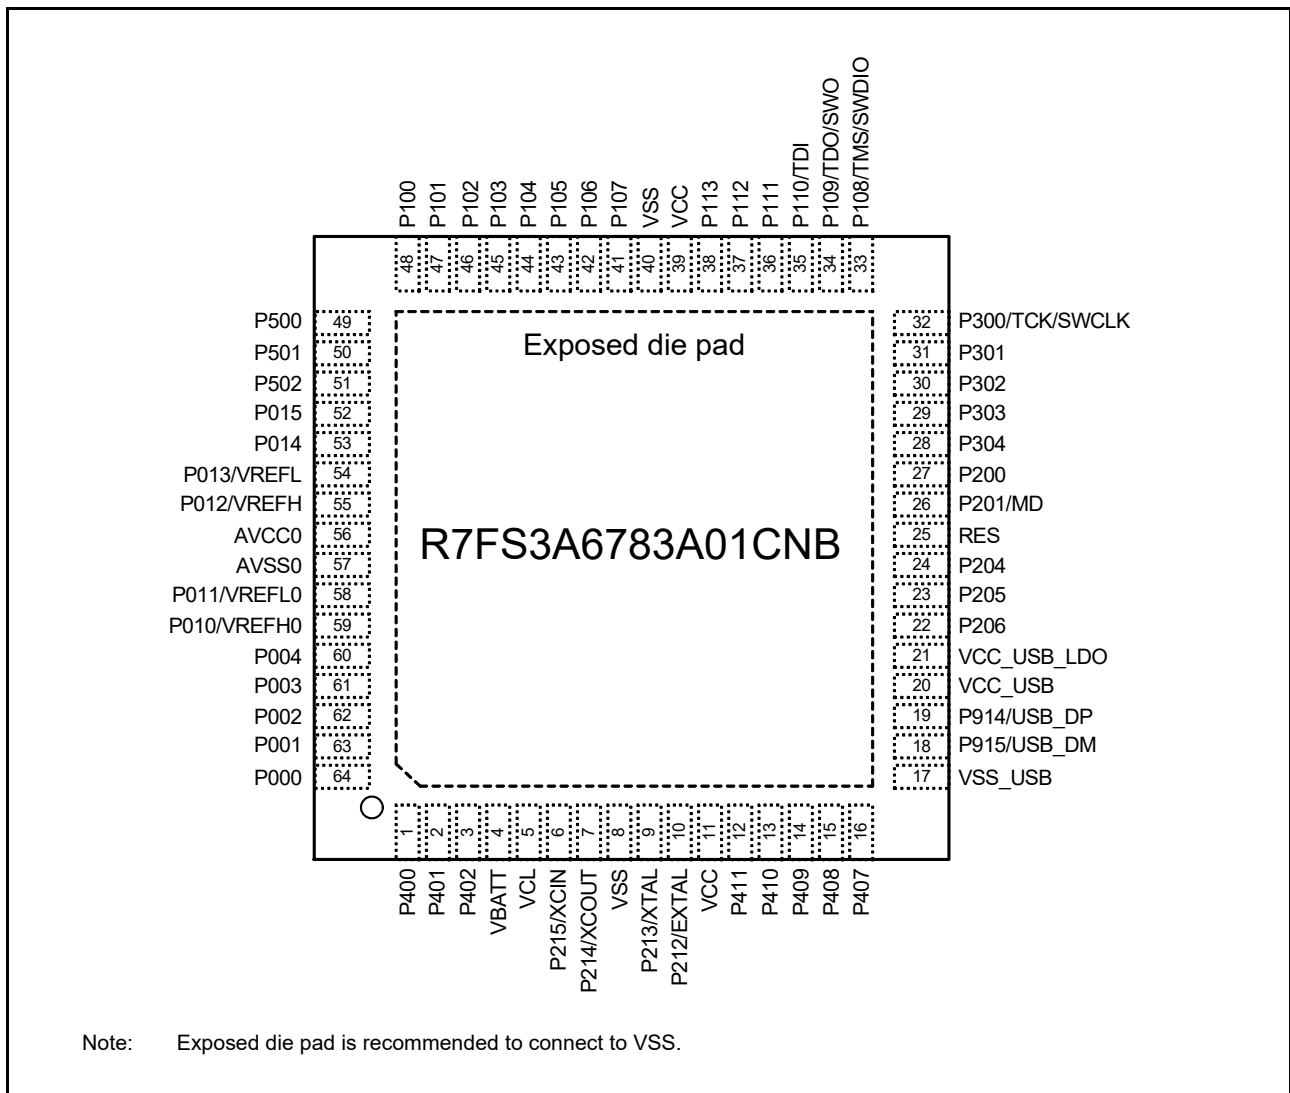 P100
P101
P102
P103
P104
P105
P106
P107
VSS
VCC
P113
P112
P111
P110/TDI
P109/TDO/SWO
P108/TMS/SWDIO
48
47
46
45
44
43
42
41
40
39
38
37
36
35
34
33
P500 49
P501 50
P502 51
P015 52
P014 53
P013/VREFL 54
P012/VREFH 55
AVCC0 56
AVSS0 57
P011/VREFL0 58
P010/VREFH0 59
P004 60
P003 61
P002 62
P001 63
P000 64
Exposed die pad
R7FS3A6783A01CNB
32 P300/TCK/SWCLK
31 P301
30 P302
29 P303
28 P304
27 P200
26 P201/MD
25 RES
24 P204
23 P205
22 P206
21 VCC_USB_LDO
20 VCC_USB
19 P914/USB_DP
18 P915/USB_DM
17 VSS_USB
1
2
3
4
5
6
7
8
9
10
11
12
13
14
15
16
P400
P401
P402
VBATT
VCL
P215/XCIN
P214/XCOUT
VSS
P213/XTAL
P212/EXTAL
VCC
P411
P410
P409
P408
P407
Note: Exposed die pad is recommended to connect to VSS.